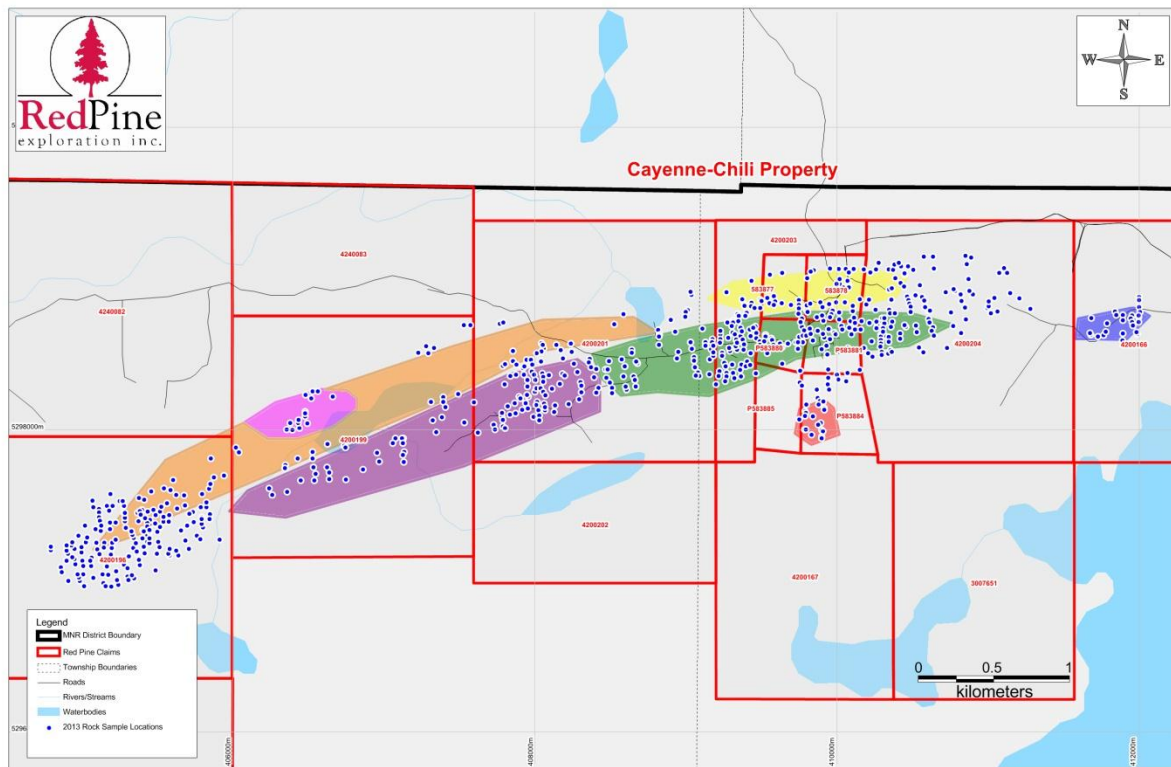 RedPine
exploration inc.
N
W
E
S
Cayenne-Chili Property
4200203
4240083
583877
583878
4240082
4200201
P583880
P583881
4200204
4200166
5298000m
P583885
P583884
4200199
4200202
4200196
4200167
3007651
Legend
MNR District Boundary
Red Pine Claims
Township Boundaries
Roads
Rivers/Streams
Waterbodies
2013 Rock Sample Locations
0 0.5 1
kilometers
406000m
408000m
410000m
412000m